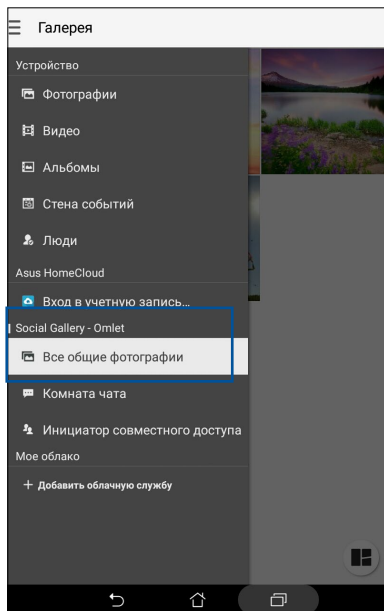 Галерея
Устройство
Фотографии
Видео
Альбомы
Стена событий
Люди
Asus HomeCloud
Вход в учетную запись...
Social Gallery - Omlet
Все общие фотографии
Комната чата
Инициатор совместного доступа
Мое облако
+ Добавить облачную службу